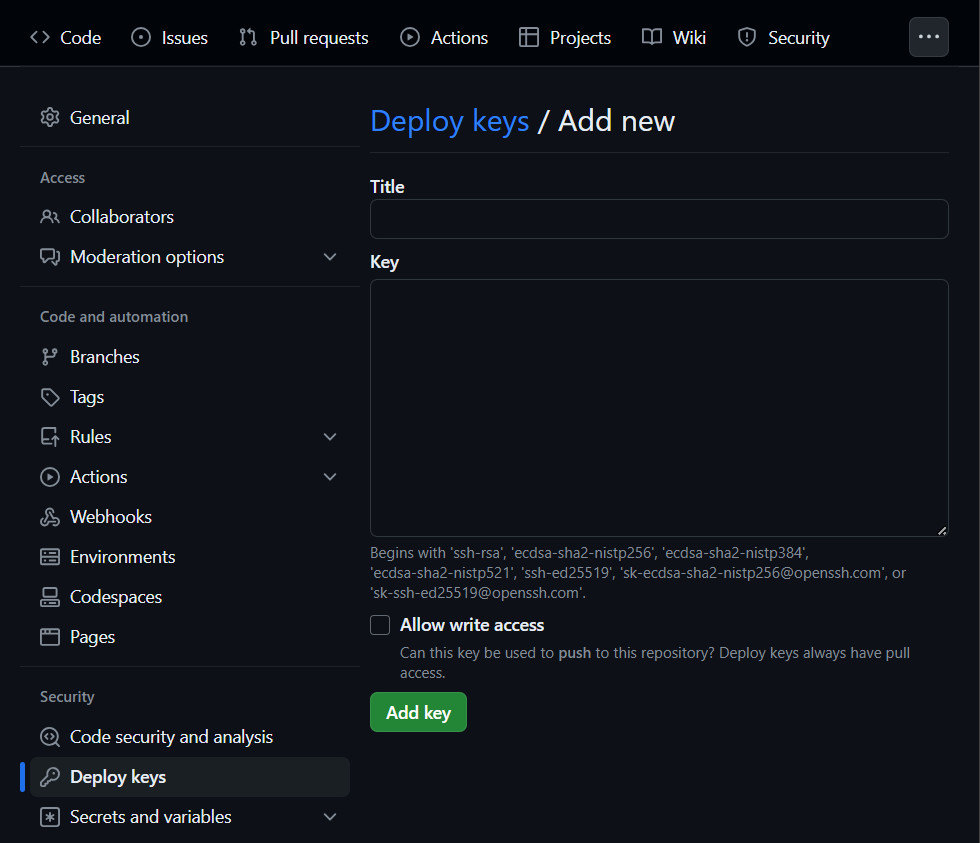 Code Issues Pull requests Actions Projects Wiki Security
General
Access
Collaborators
Moderation options
Code and automation
Branches
Tags
Rules
Actions
Webhooks
Environments
Codespaces
Pages
Security
Code security and analysis
Deploy keys
Secrets and variables
Deploy keys / Add new
Title
Key
Begins with 'ssh-rsa', 'ecdsa-sha2-nistp256', 'ecdsa-sha2-nistp384',
'ecdsa-sha2-nistp521', 'ssh-ed25519', 'sk-ecdsa-sha2-nistp256@openssh.com', or
'sk-ssh-ed25519@openssh.com'.
Allow write access
Can this key be used to push to this repository? Deploy keys always have pull
access.
Add key